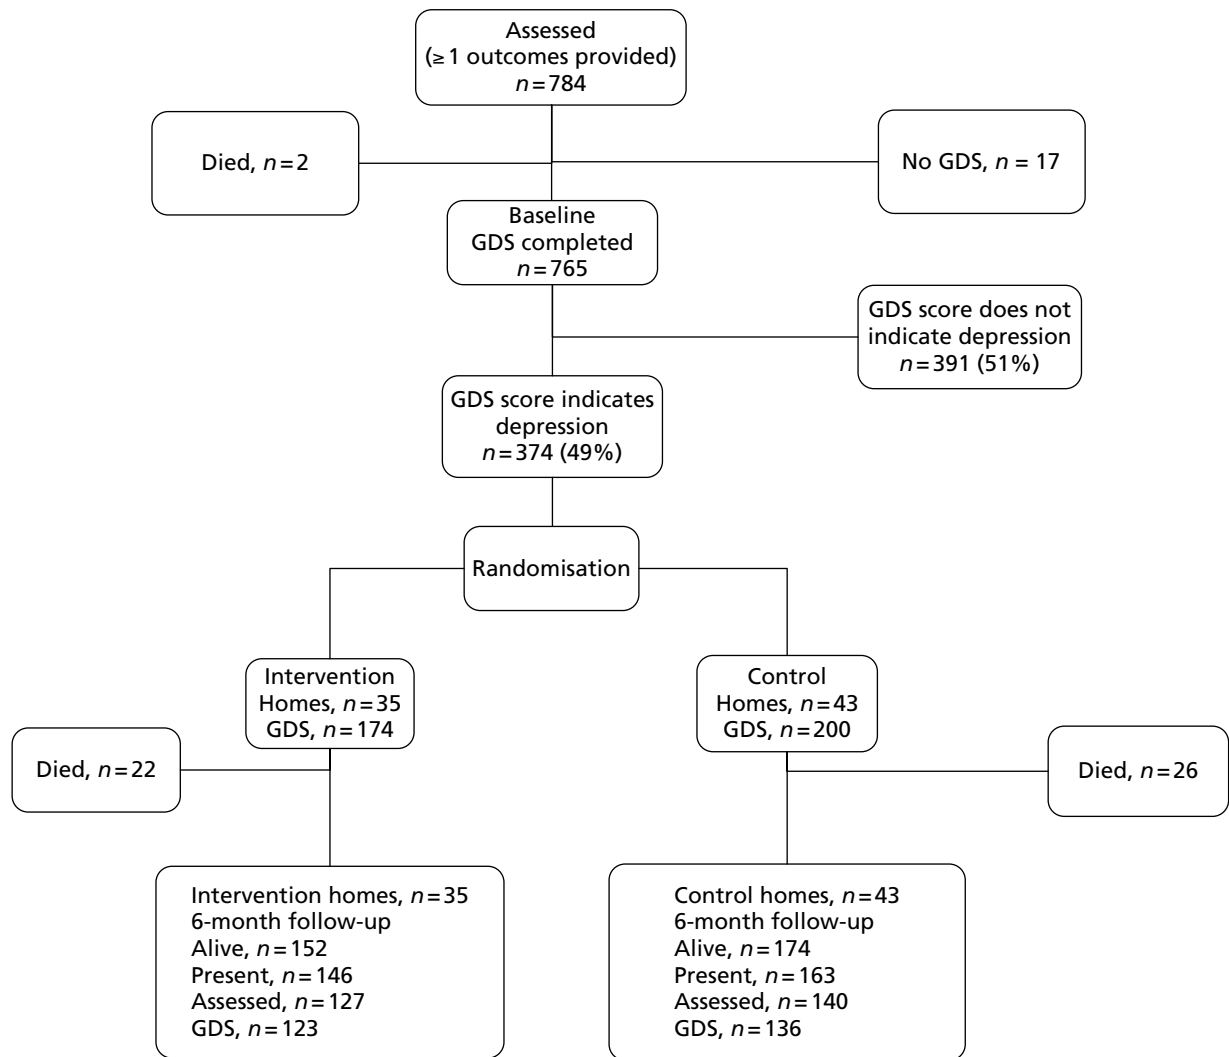 Assessed
(≥1 outcomes provided)
n=784
Died, n=2
No GDS, n = 17
Baseline
GDS completed
n=765
GDS score does not
indicate depression
n=391 (51%)
GDS score indicates
depression
n=374 (49%)
Randomisation
Intervention
Homes, n=35
GDS, n=174
Control
Homes, n=43
GDS, n=200
Died, n=22
Died, n=26
Intervention homes, n=35
6-month follow-up
Alive, n=152
Present, n=146
Assessed, n=127
GDS, n=123
Control homes, n=43
6-month follow-up
Alive, n=174
Present, n=163
Assessed, n=140
GDS, n=136